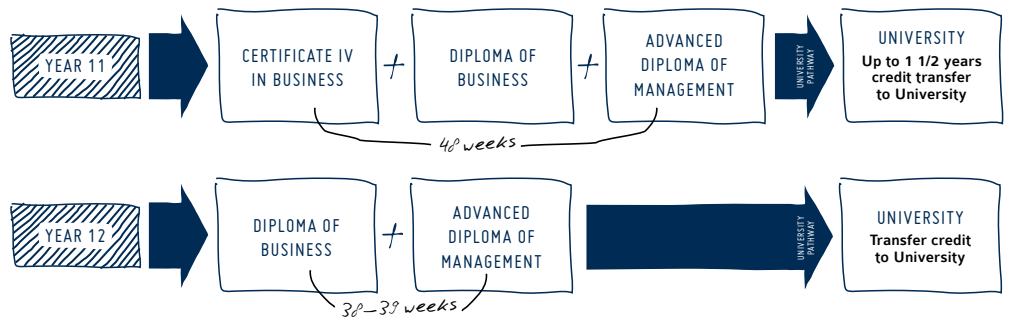 YEAR 11
CERTIFICATE IV
IN BUSINESS
+
DIPLOMA OF
BUSINESS
+
ADVANCED
DIPLOMA OF
MANAGEMENT
UNIVERSITY
PATHWAY
UNIVERSITY
Up to 1 1/2 years
credit transfer
to University
48 weeks
YEAR 12
DIPLOMA OF
BUSINESS
+
ADVANCED
DIPLOMA OF
MANAGEMENT
UNIVERSITY
PATHWAY
UNIVERSITY
Transfer credit
to University
38-39 weeks